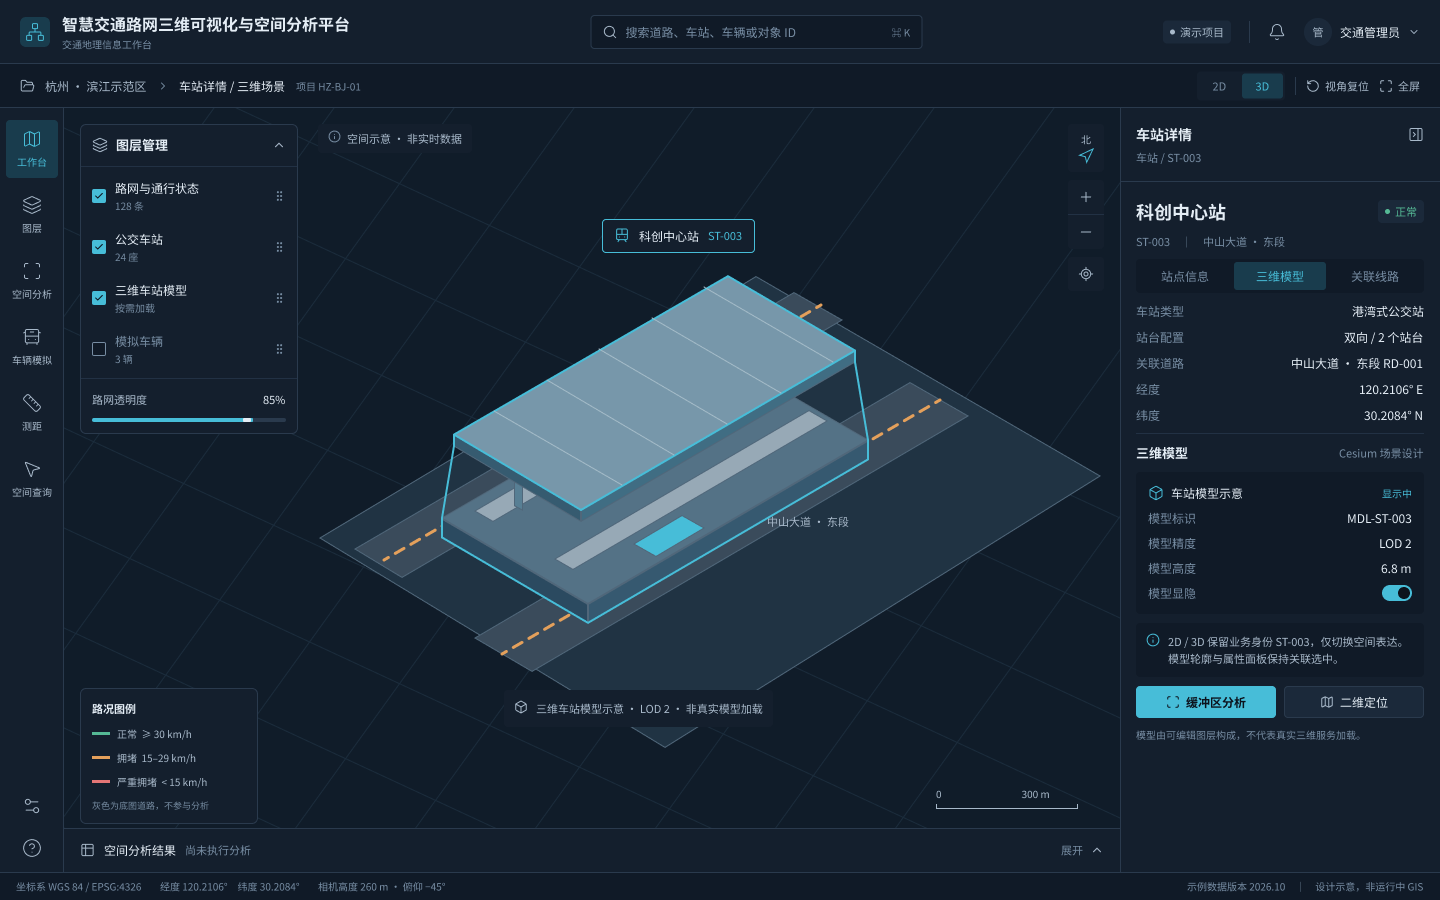 智慧交通路网三维可视化与空间分析平台
交通地理信息工作台
搜索道路、车站、车辆或对象 ID
⌘K
演示项目
管
交通管理员
杭州 · 滨江示范区
车站详情 / 三维场景
项目 HZ-BJ-01
2D
3D
视角复位
全屏
工作台
图层
空间分析
车辆模拟
测距
空间查询
图层管理
路网与通行状态
128 条
公交车站
24 座
三维车站模型
按需加载
模拟车辆
3 辆
路网透明度
85%
空间示意 · 非实时数据
北
科创中心站 ST-003
中山大道 · 东段
三维车站模型示意 · LOD 2 · 非真实模型加载
路况图例
正常 ≥ 30 km/h
拥堵 15–29 km/h
严重拥堵 < 15 km/h
灰色为底图道路，不参与分析
0
300 m
空间分析结果
尚未执行分析
展开
车站详情
车站 / ST-003
科创中心站
正常
ST-003
中山大道 · 东段
站点信息
三维模型
关联线路
车站类型
港湾式公交站
站台配置
双向 / 2 个站台
关联道路
中山大道 · 东段 RD-001
经度
120.2106° E
纬度
30.2084° N
三维模型
Cesium 场景设计
车站模型示意
显示中
模型标识
MDL-ST-003
模型精度
LOD 2
模型高度
6.8 m
模型显隐
2D / 3D 保留业务身份 ST-003，仅切换空间表达。
模型轮廓与属性面板保持关联选中。
缓冲区分析
二维定位
模型由可编辑图层构成，不代表真实三维服务加载。
坐标系 WGS 84 / EPSG:4326
经度 120.2106° 纬度 30.2084°
相机高度 260 m · 俯仰 −45°
示例数据版本 2026.10
设计示意，非运行中 GIS